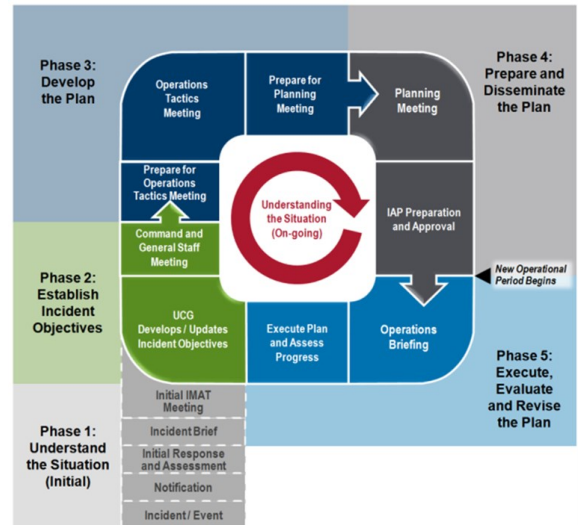 Phase 3:
Develop
the Plan
Operations
Tactics
Meeting
Prepare for
Planning
Meeting
Planning
Meeting
Phase 4:
Prepare and
Disseminate
the Plan
Prepare for
Operations
Tactics Meeting
Understanding
the Situation
(On-going)
IAP Preparation
and Approval
Command and
General Staff
Meeting
New Operational
Period Begins
Phase 2:
Establish
Incident
Objectives
UCG
Develops / Updates
Incident Objectives
Execute Plan
and Assess
Progress
Operations
Briefing
Phase 5:
Execute,
Evaluate
and Revise
the Plan
Phase 1:
Understand
the Situation
(Initial)
Initial IMAT
Meeting
Incident Brief
Initial Response
and Assessment
Notification
Incident / Event